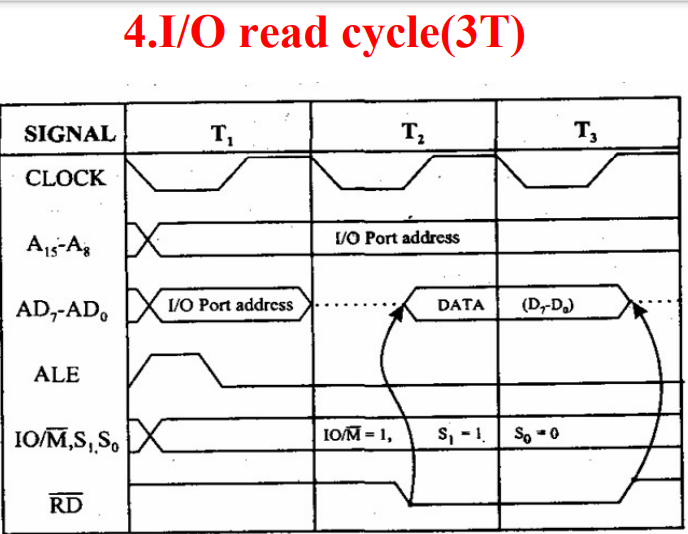 4.I/O read cycle(3T)
SIGNAL T₁ T₂ T₃
CLOCK
A₁₅-A₈ I/O Port address
AD₇-AD₀ I/O Port address DATA (D₇-D₀)
ALE
IO/M̅,S₁,S₀ IO/M̅ = 1, S₁ = 1 S₀ = 0
R̅D̅